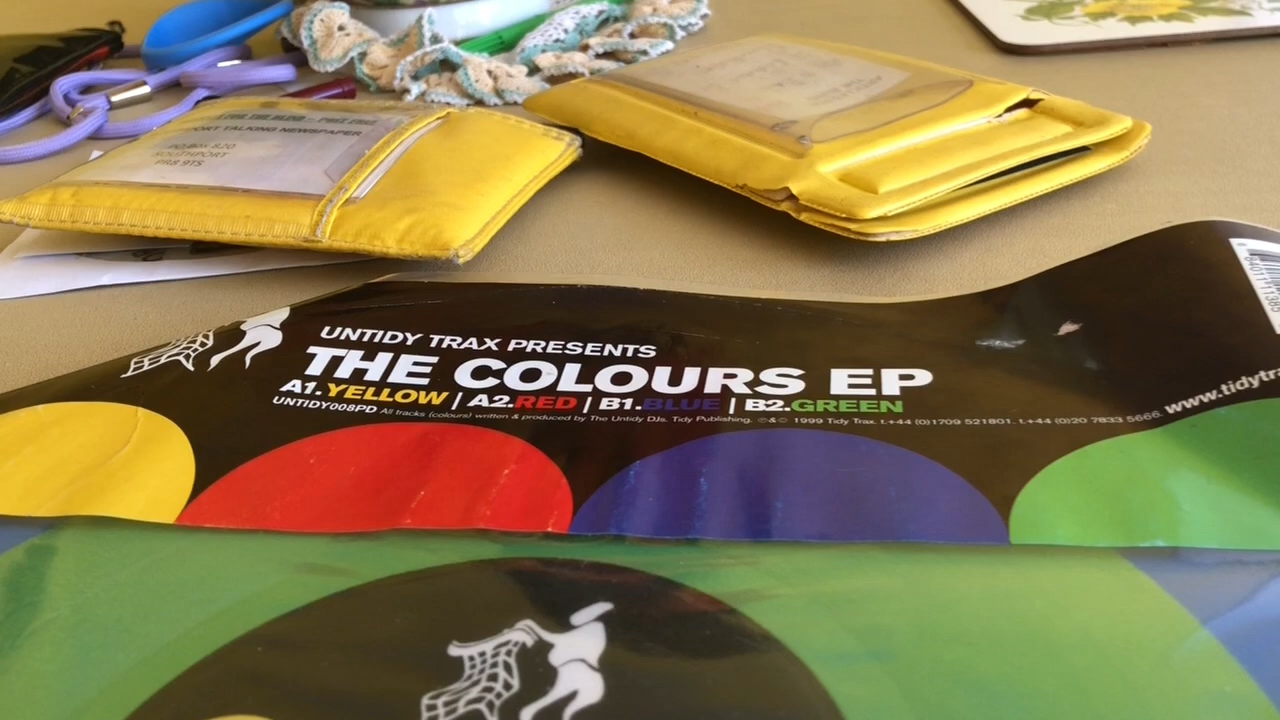 PORT TALKING NEWSPAPER
PO BOX 620
SOUTHPORT
PR8 9TS
UNTIDY TRAX PRESENTS
THE COLOURS EP
A1.YELLOW | A2.RED | B1.BLUE | B2.GREEN
UNTIDY008PD All tracks (colours) written & produced by The Untidy DJs. Tidy Publishing. ℗&© 1999 Tidy Trax. t.+44 (0)1709 521801. t.+44 (0)20 7833 5666.
www.tidytra